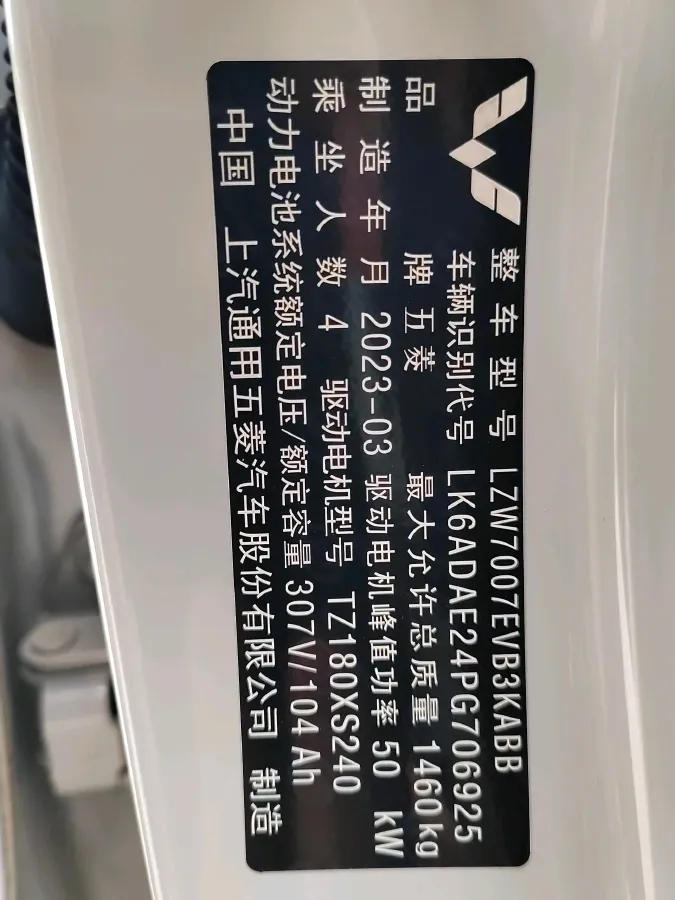 整车型号 LZW7007EVB3KABB
车辆识别代号 LK6ADAE24PG706925
品牌 五菱 最大允许总质量 1460kg
制造年月 2023-03 驱动电机峰值功率 50 kW
乘坐人数 4 驱动电机型号 TZ180XS240
动力电池系统额定电压/额定容量 307V/104Ah
中国 上汽通用五菱汽车股份有限公司 制造